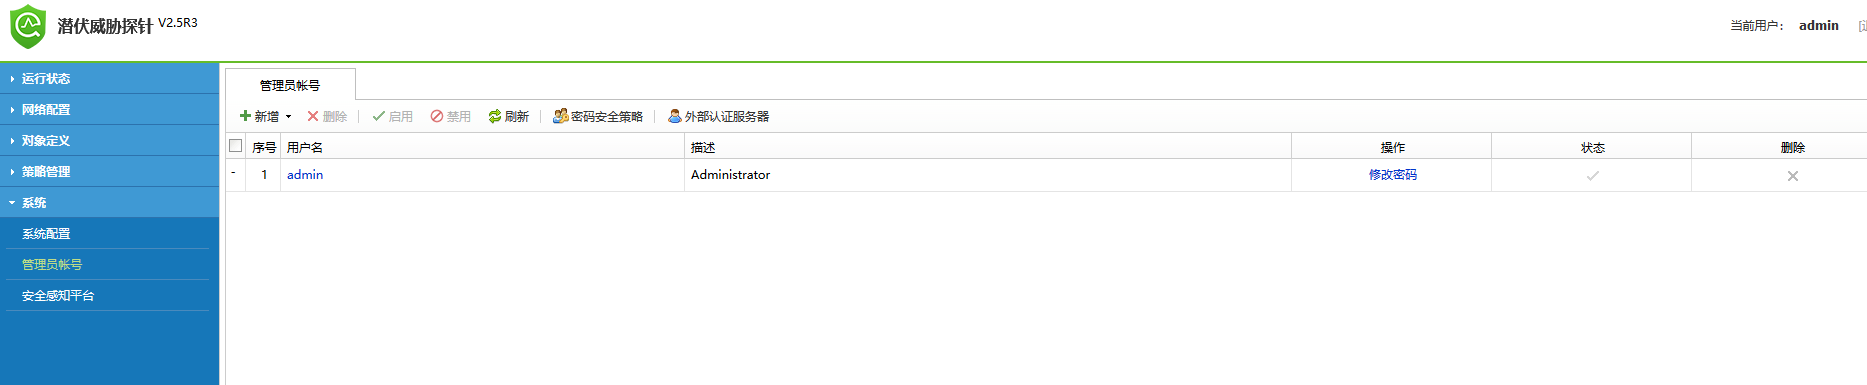 潜伏威胁探针 V2.5R3
当前用户： admin
运行状态
网络配置
对象定义
策略管理
系统
系统配置
管理员帐号
安全感知平台
管理员帐号
新增 删除 启用 禁用 刷新 密码安全策略 外部认证服务器
序号 用户名 描述 操作 状态 删除
- 1 admin Administrator 修改密码